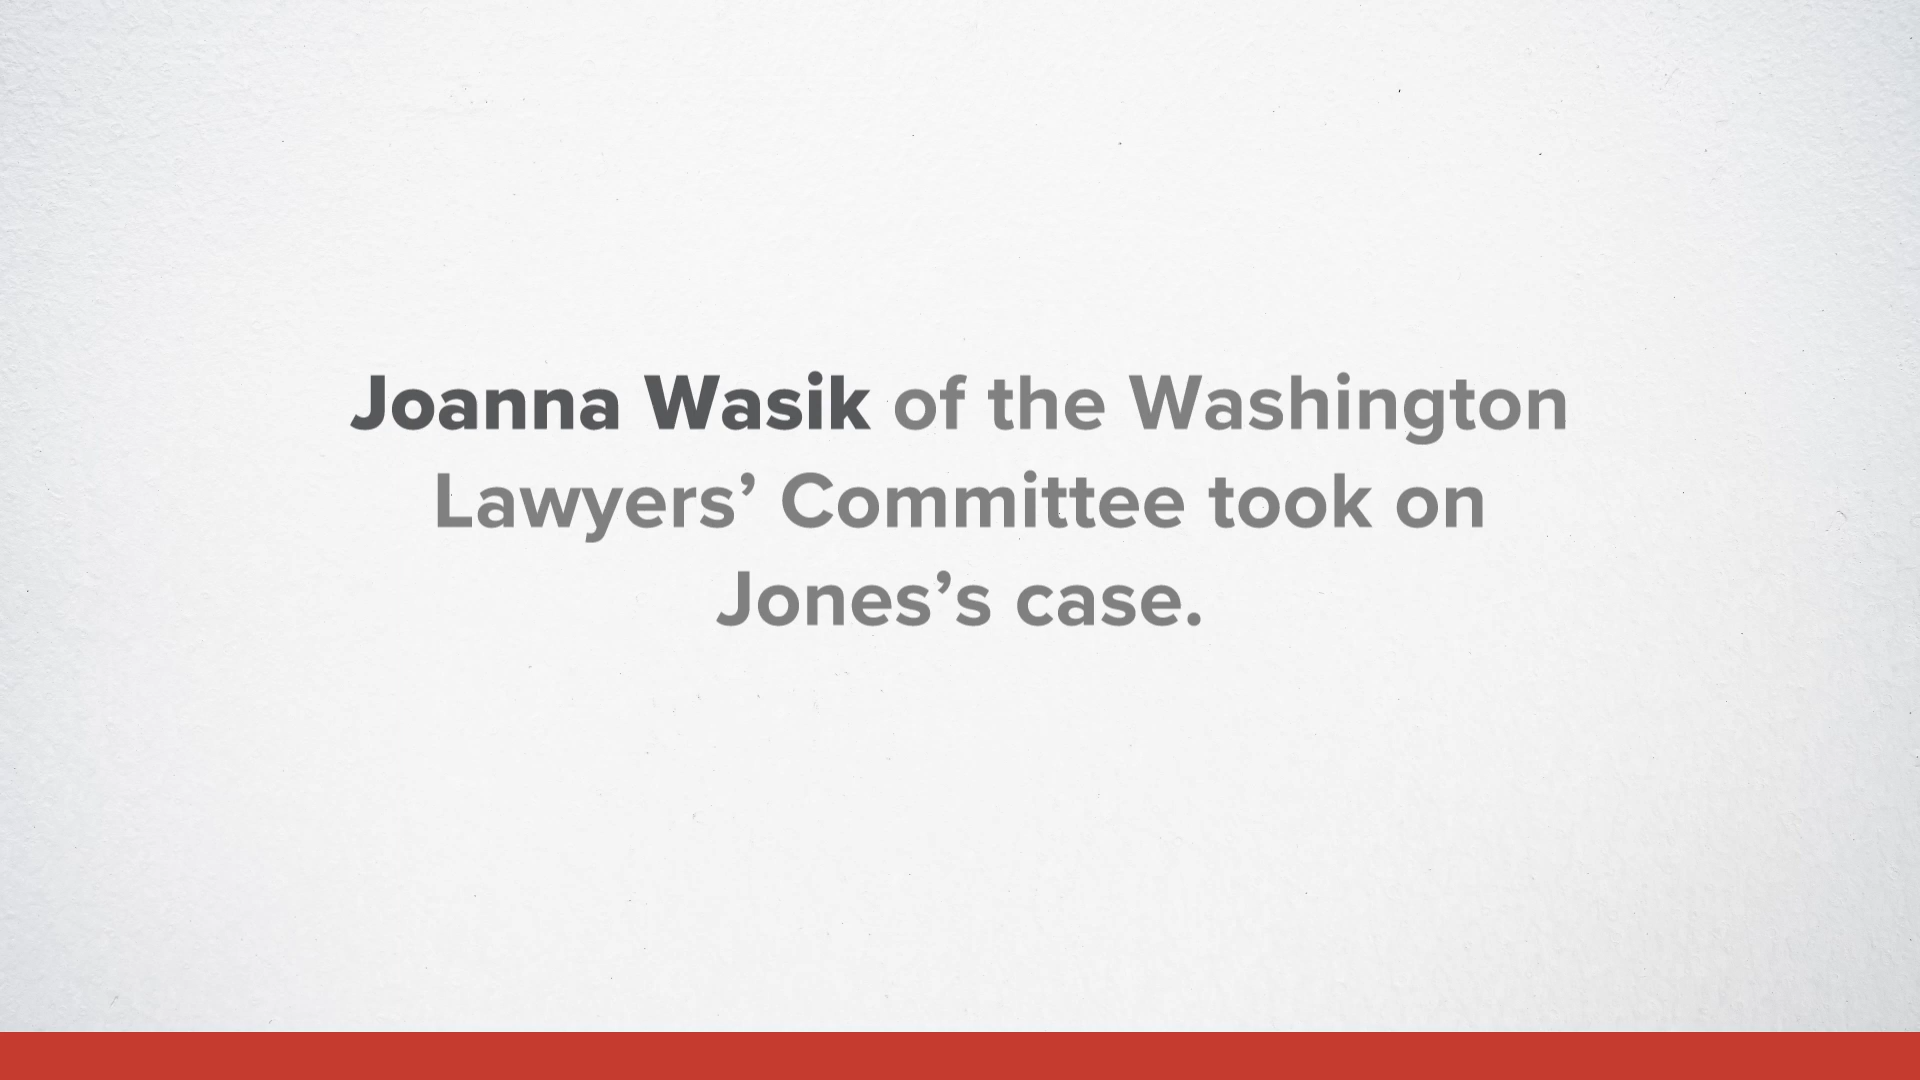 Joanna Wasik of the Washington
Lawyers’ Committee took on
Jones’s case.